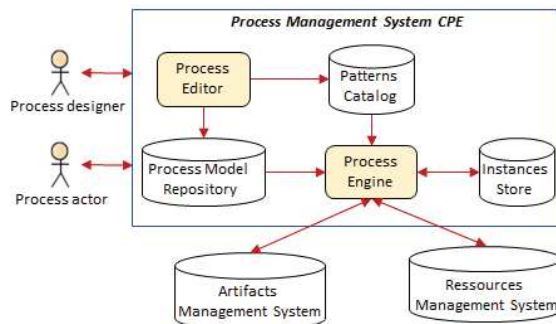 Process Management System CPE
Process designer
Process
Editor
Patterns
Catalog
Process actor
Process Model
Repository
Process
Engine
Instances
Store
Artifacts
Management System
Ressources
Management System